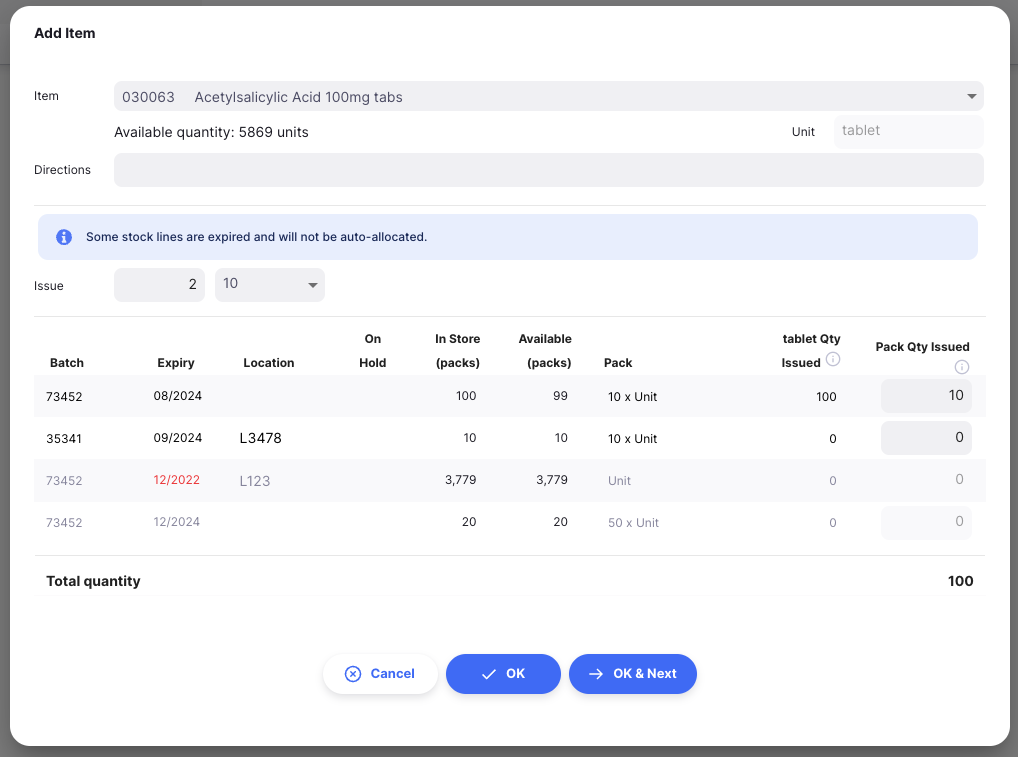 Add Item
Item 030063 Acetylsalicylic Acid 100mg tabs
Available quantity: 5869 units Unit tablet
Directions
Some stock lines are expired and will not be auto-allocated.
Issue 2 10
Batch Expiry Location On Hold In Store (packs) Available (packs) Pack tablet Qty Issued Pack Qty Issued
73452 08/2024 100 99 10 x Unit 100 10
35341 09/2024 L3478 10 10 10 x Unit 0 0
73452 12/2022 L123 3,779 3,779 Unit 0 0
73452 12/2024 20 20 50 x Unit 0 0
Total quantity 100
Cancel OK OK & Next